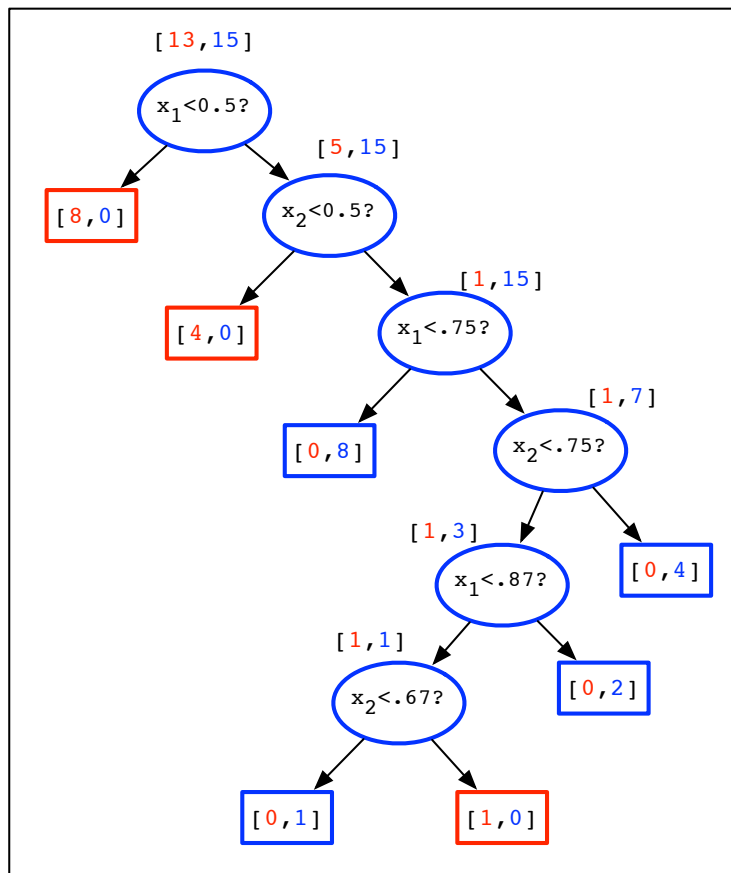 [13,15]
x1<0.5?
[5,15]
[8,0]
x2<0.5?
[1,15]
[4,0]
x1<.75?
[1,7]
[0,8]
x2<.75?
[1,3]
[0,4]
x1<.87?
[1,1]
[0,2]
x2<.67?
[0,1]
[1,0]